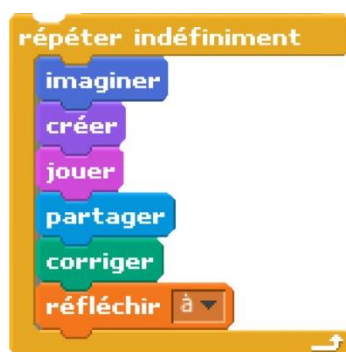 répéter indéfiniment
imaginer
créer
jouer
partager
corriger
réfléchir à